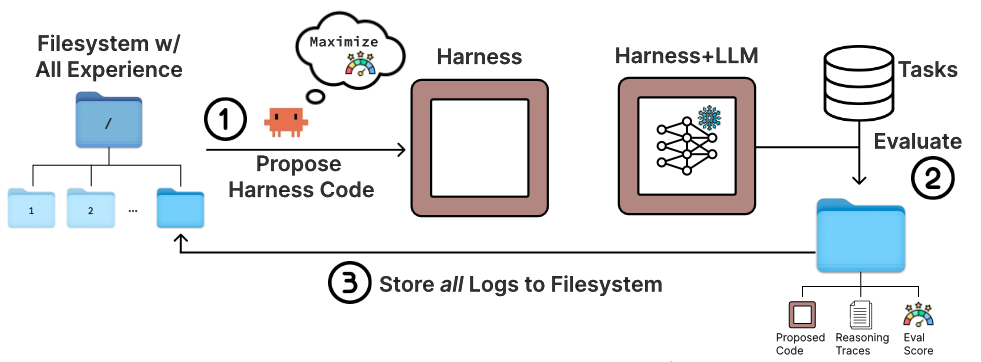 Filesystem w/
All Experience
/
1
2
...
1
Maximize
Propose
Harness Code
Harness
Harness+LLM
Tasks
Evaluate
2
3
Store all Logs to Filesystem
Proposed
Code
Reasoning
Traces
Eval
Score